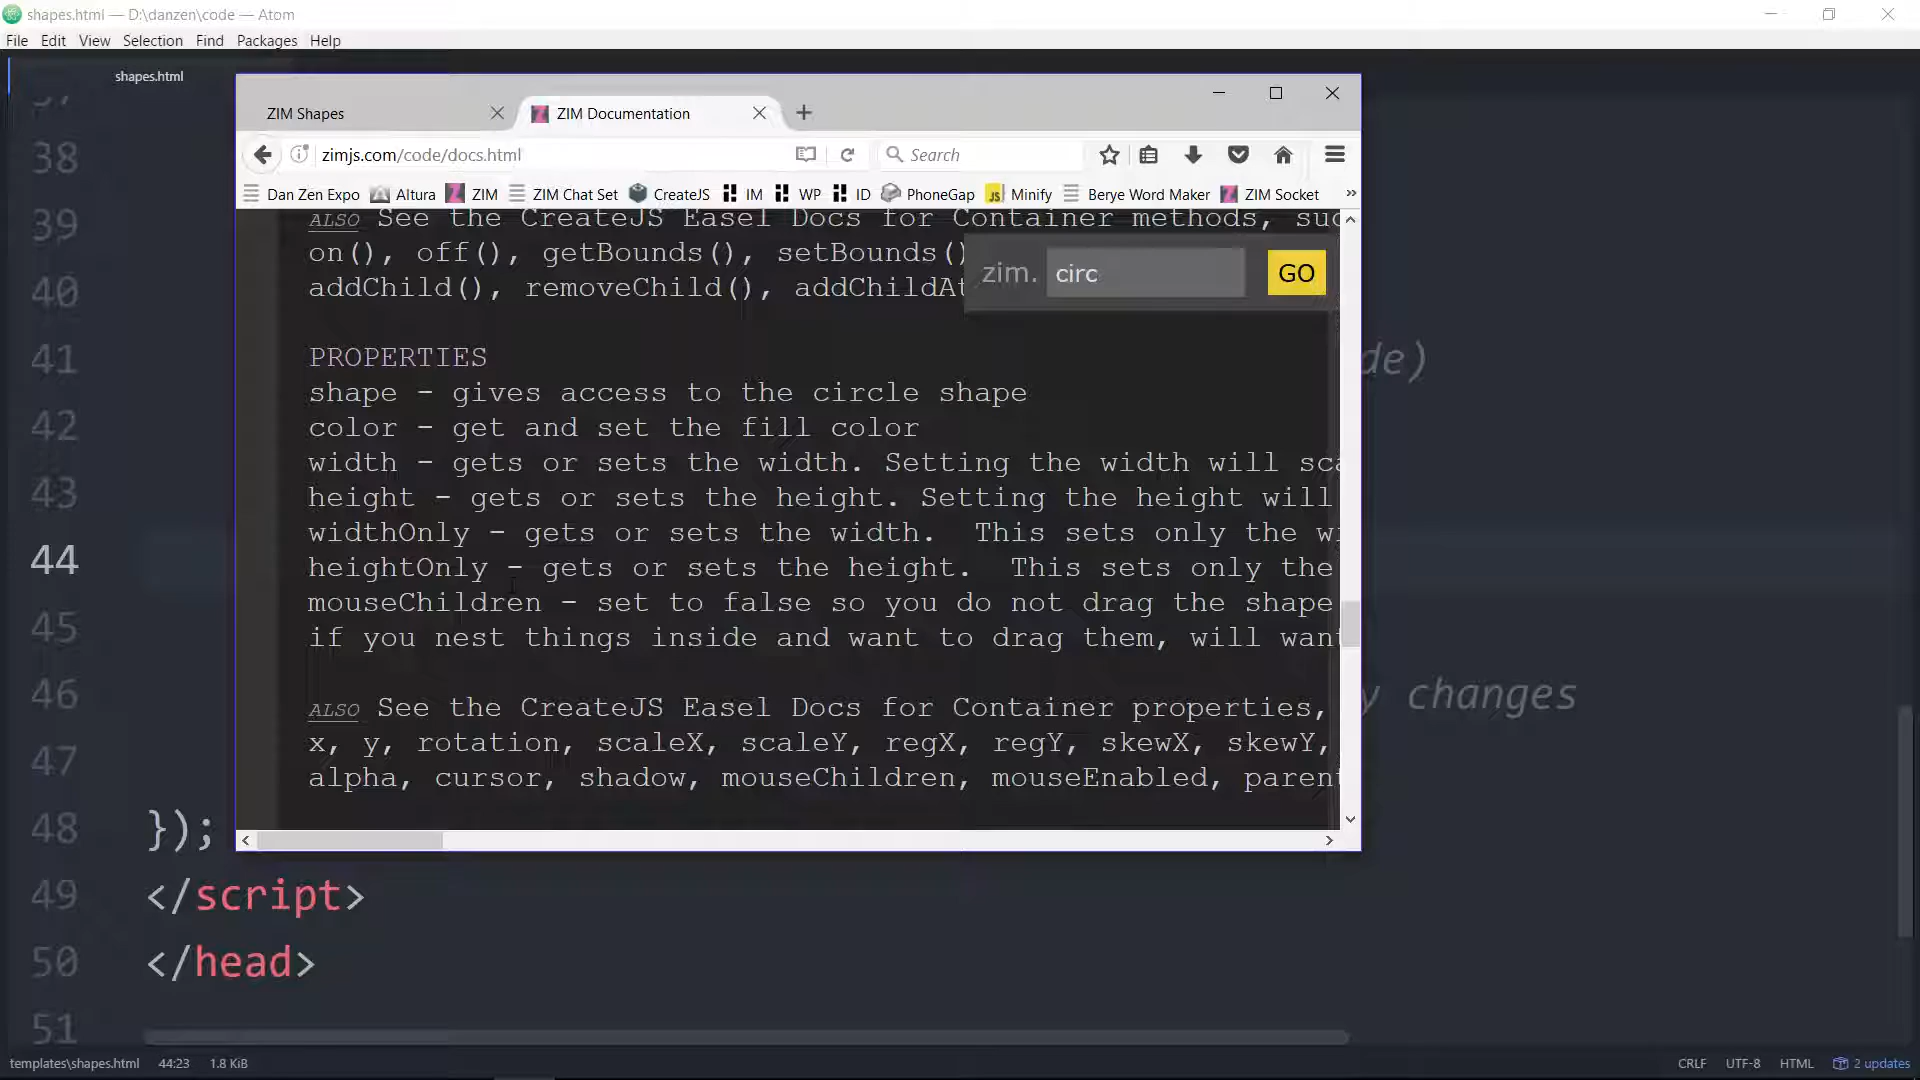 shapes.html — D:\danzen\code — Atom
File Edit View Selection Find Packages Help
shapes.html
ZIM Shapes
ZIM Documentation
zimjs.com/code/docs.html
Search
Dan Zen Expo Altura ZIM ZIM Chat Set CreateJS IM WP ID PhoneGap Minify Berye Word Maker ZIM Socket »
ALSO See the CreateJS Easel Docs for Container methods, suc
on(), off(), getBounds(), setBounds()
addChild(), removeChild(), addChildAt
zim. circ GO
PROPERTIES
shape - gives access to the circle shape
color - get and set the fill color
width - gets or sets the width. Setting the width will sca
height - gets or sets the height. Setting the height will
widthOnly - gets or sets the width.  This sets only the wi
heightOnly - gets or sets the height.  This sets only the
mouseChildren - set to false so you do not drag the shape
if you nest things inside and want to drag them, will want
ALSO See the CreateJS Easel Docs for Container properties,
x, y, rotation, scaleX, scaleY, regX, regY, skewX, skewY,
alpha, cursor, shadow, mouseChildren, mouseEnabled, parent
38
39
40
41 de)
42
43
44
45
46 y changes
47
48 });
49 </script>
50 </head>
51
templates\shapes.html 44:23 1.8 KiB CRLF UTF-8 HTML 2 updates